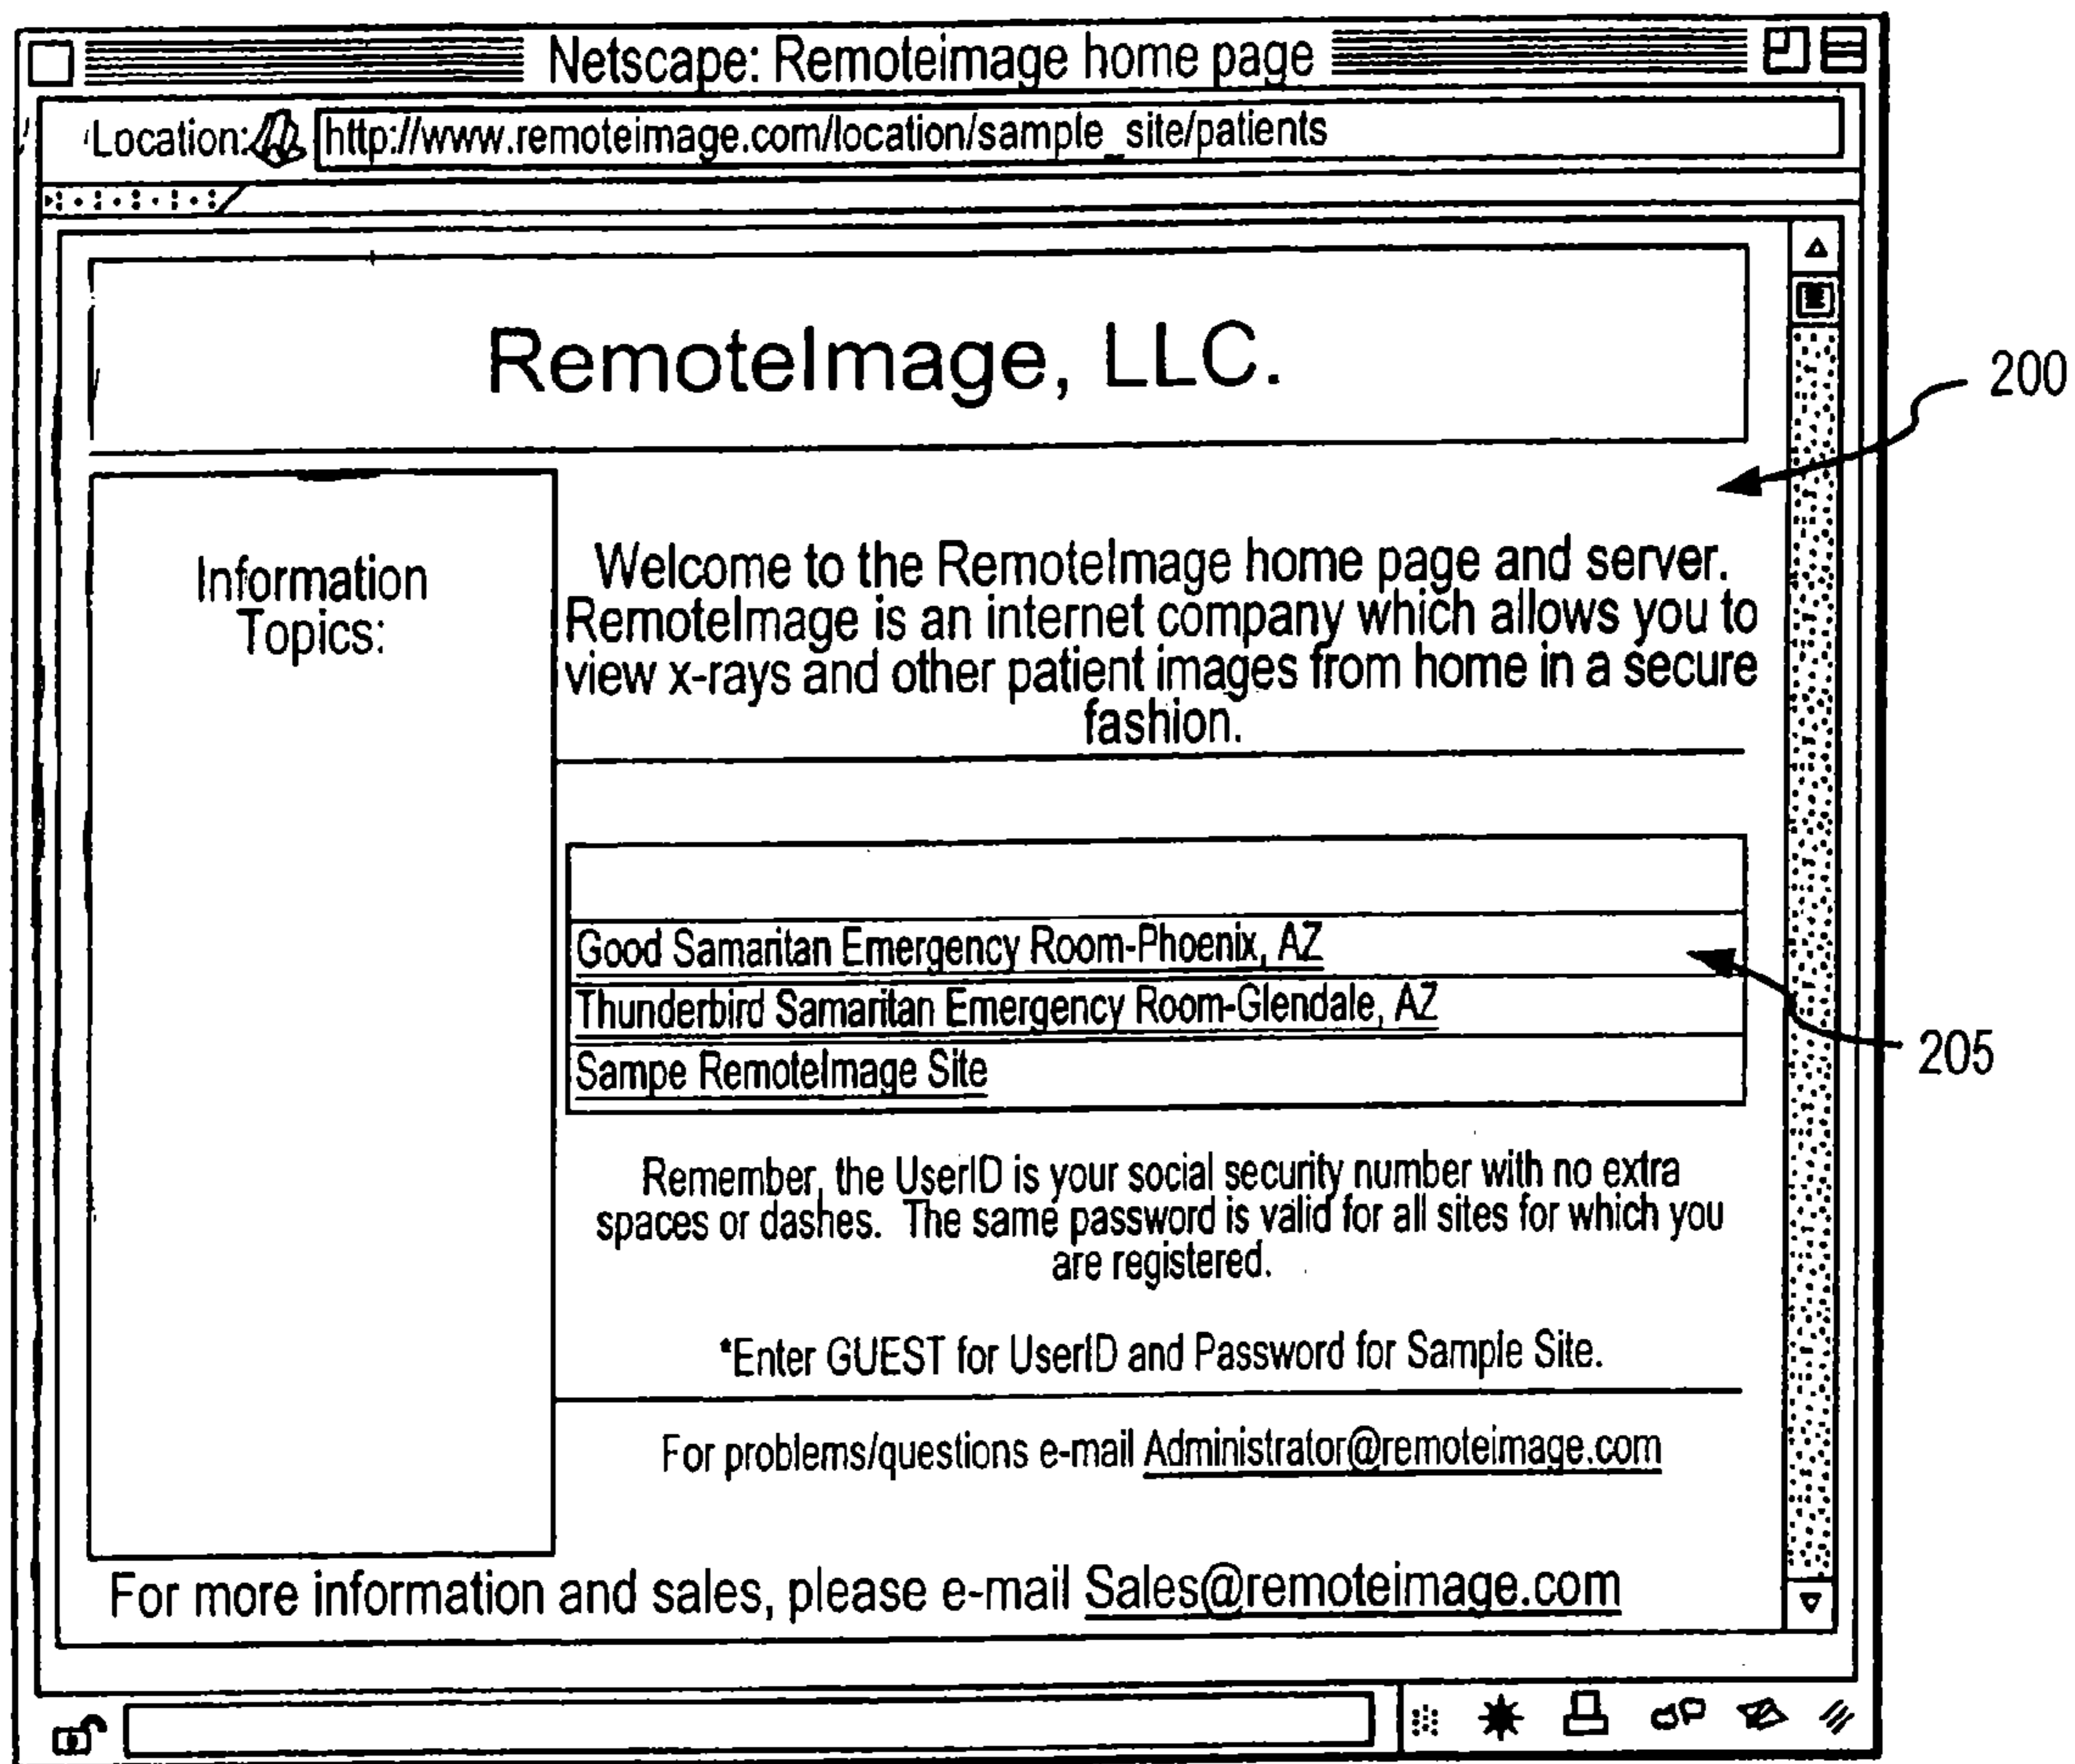 Netscape: Remoteimage home page
Location: http://www.remoteimage.com/location/sample_site/patients
RemoteImage, LLC.
200
Information
Topics:
Welcome to the RemoteImage home page and server.
RemoteImage is an internet company which allows you to
view x-rays and other patient images from home in a secure
fashion.
Good Samaritan Emergency Room-Phoenix, AZ
Thunderbird Samaritan Emergency Room-Glendale, AZ
Sampe RemoteImage Site
205
Remember, the UserID is your social security number with no extra
spaces or dashes. The same password is valid for all sites for which you
are registered.
*Enter GUEST for UserID and Password for Sample Site.
For problems/questions e-mail Administrator@remoteimage.com
For more information and sales, please e-mail Sales@remoteimage.com